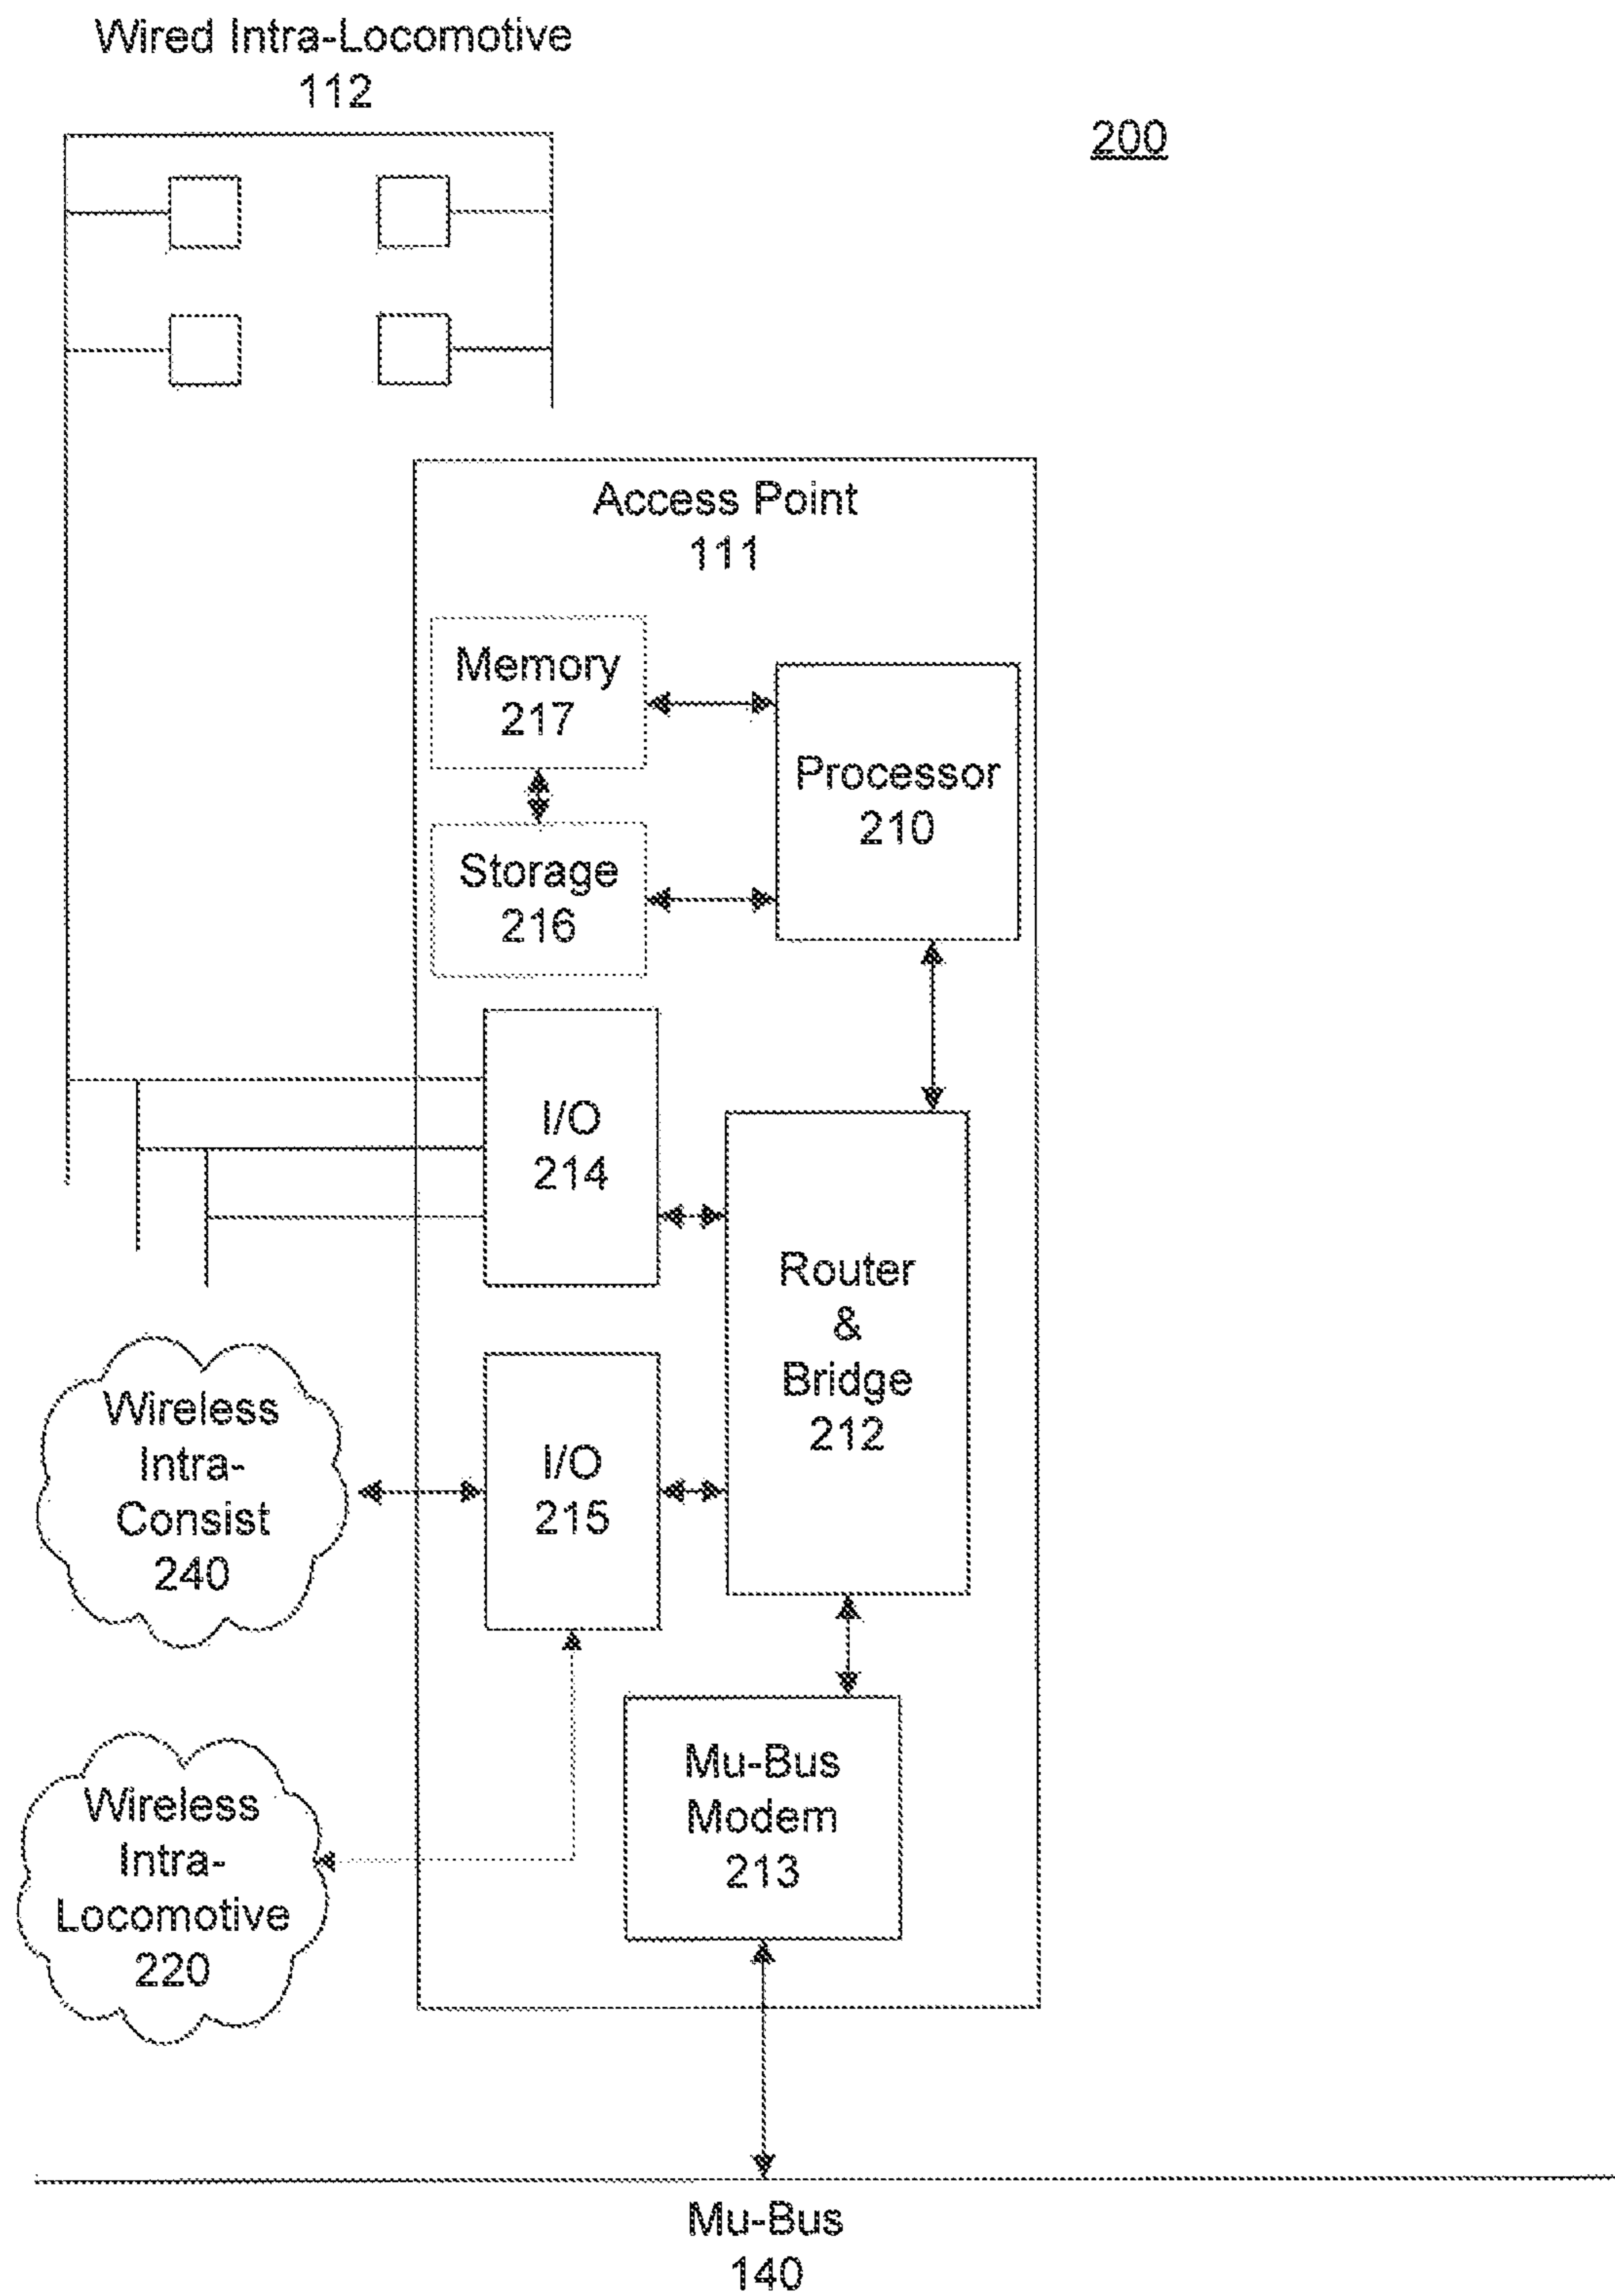 Wired Intra-Locomotive
112
200
Access Point
111
Memory
217
Processor
210
Storage
216
I/O
214
Router
&
Bridge
212
Wireless
Intra-
Consist
240
I/O
215
Mu-Bus
Modem
213
Wireless
Intra-
Locomotive
220
Mu-Bus
140